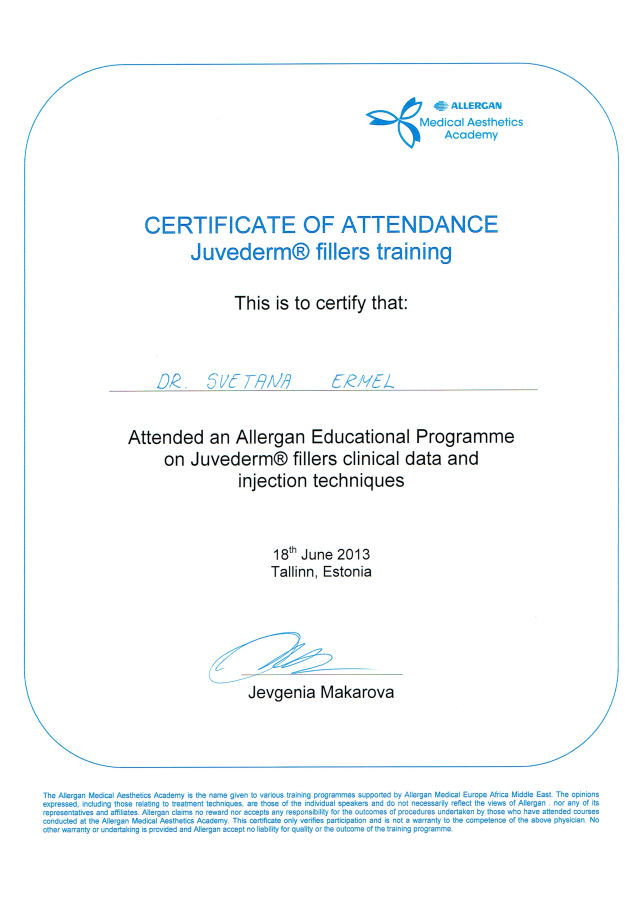 ALLERGAN
Medical Aesthetics
Academy
CERTIFICATE OF ATTENDANCE
Juvederm® fillers training
This is to certify that:
DR. SVETANA ERMEL
Attended an Allergan Educational Programme
on Juvederm® fillers clinical data and
injection techniques
18th June 2013
Tallinn, Estonia
Jevgenia Makarova
The Allergan Medical Aesthetics Academy is the name given to various training programmes supported by Allergan Medical Europe Africa Middle East. The opinions
expressed, including those relating to treatment techniques, are those of the individual speakers and do not necessarily reflect the views of Allergan . nor any of its
representatives and affiliates. Allergan claims no reward nor accepts any responsibility for the outcomes of procedures undertaken by those who have attended courses
conducted at the Allergan Medical Aesthetics Academy. This certificate only verifies participation and is not a warranty to the competence of the above physician. No
other warranty or undertaking is provided and Allergan accept no liability for quality or the outcome of the training programme.